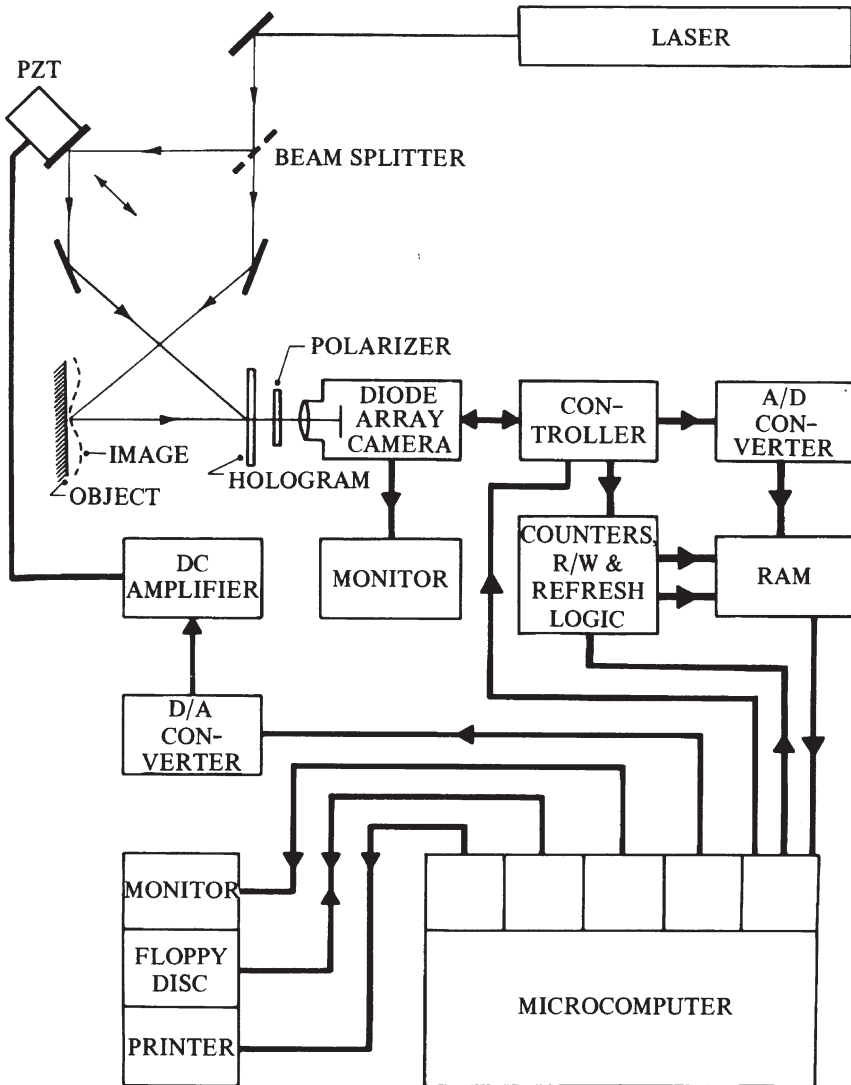 LASER
PZT
BEAM SPLITTER
POLARIZER
DIODE
ARRAY
CAMERA
CON-
TROLLER
A/D
CON-
VERTER
IMAGE
HOLOGRAM
OBJECT
DC
AMPLIFIER
MONITOR
COUNTERS,
R/W &
REFRESH
LOGIC
RAM
D/A
CON-
VERTER
MONITOR
FLOPPY
DISC
PRINTER
MICROCOMPUTER